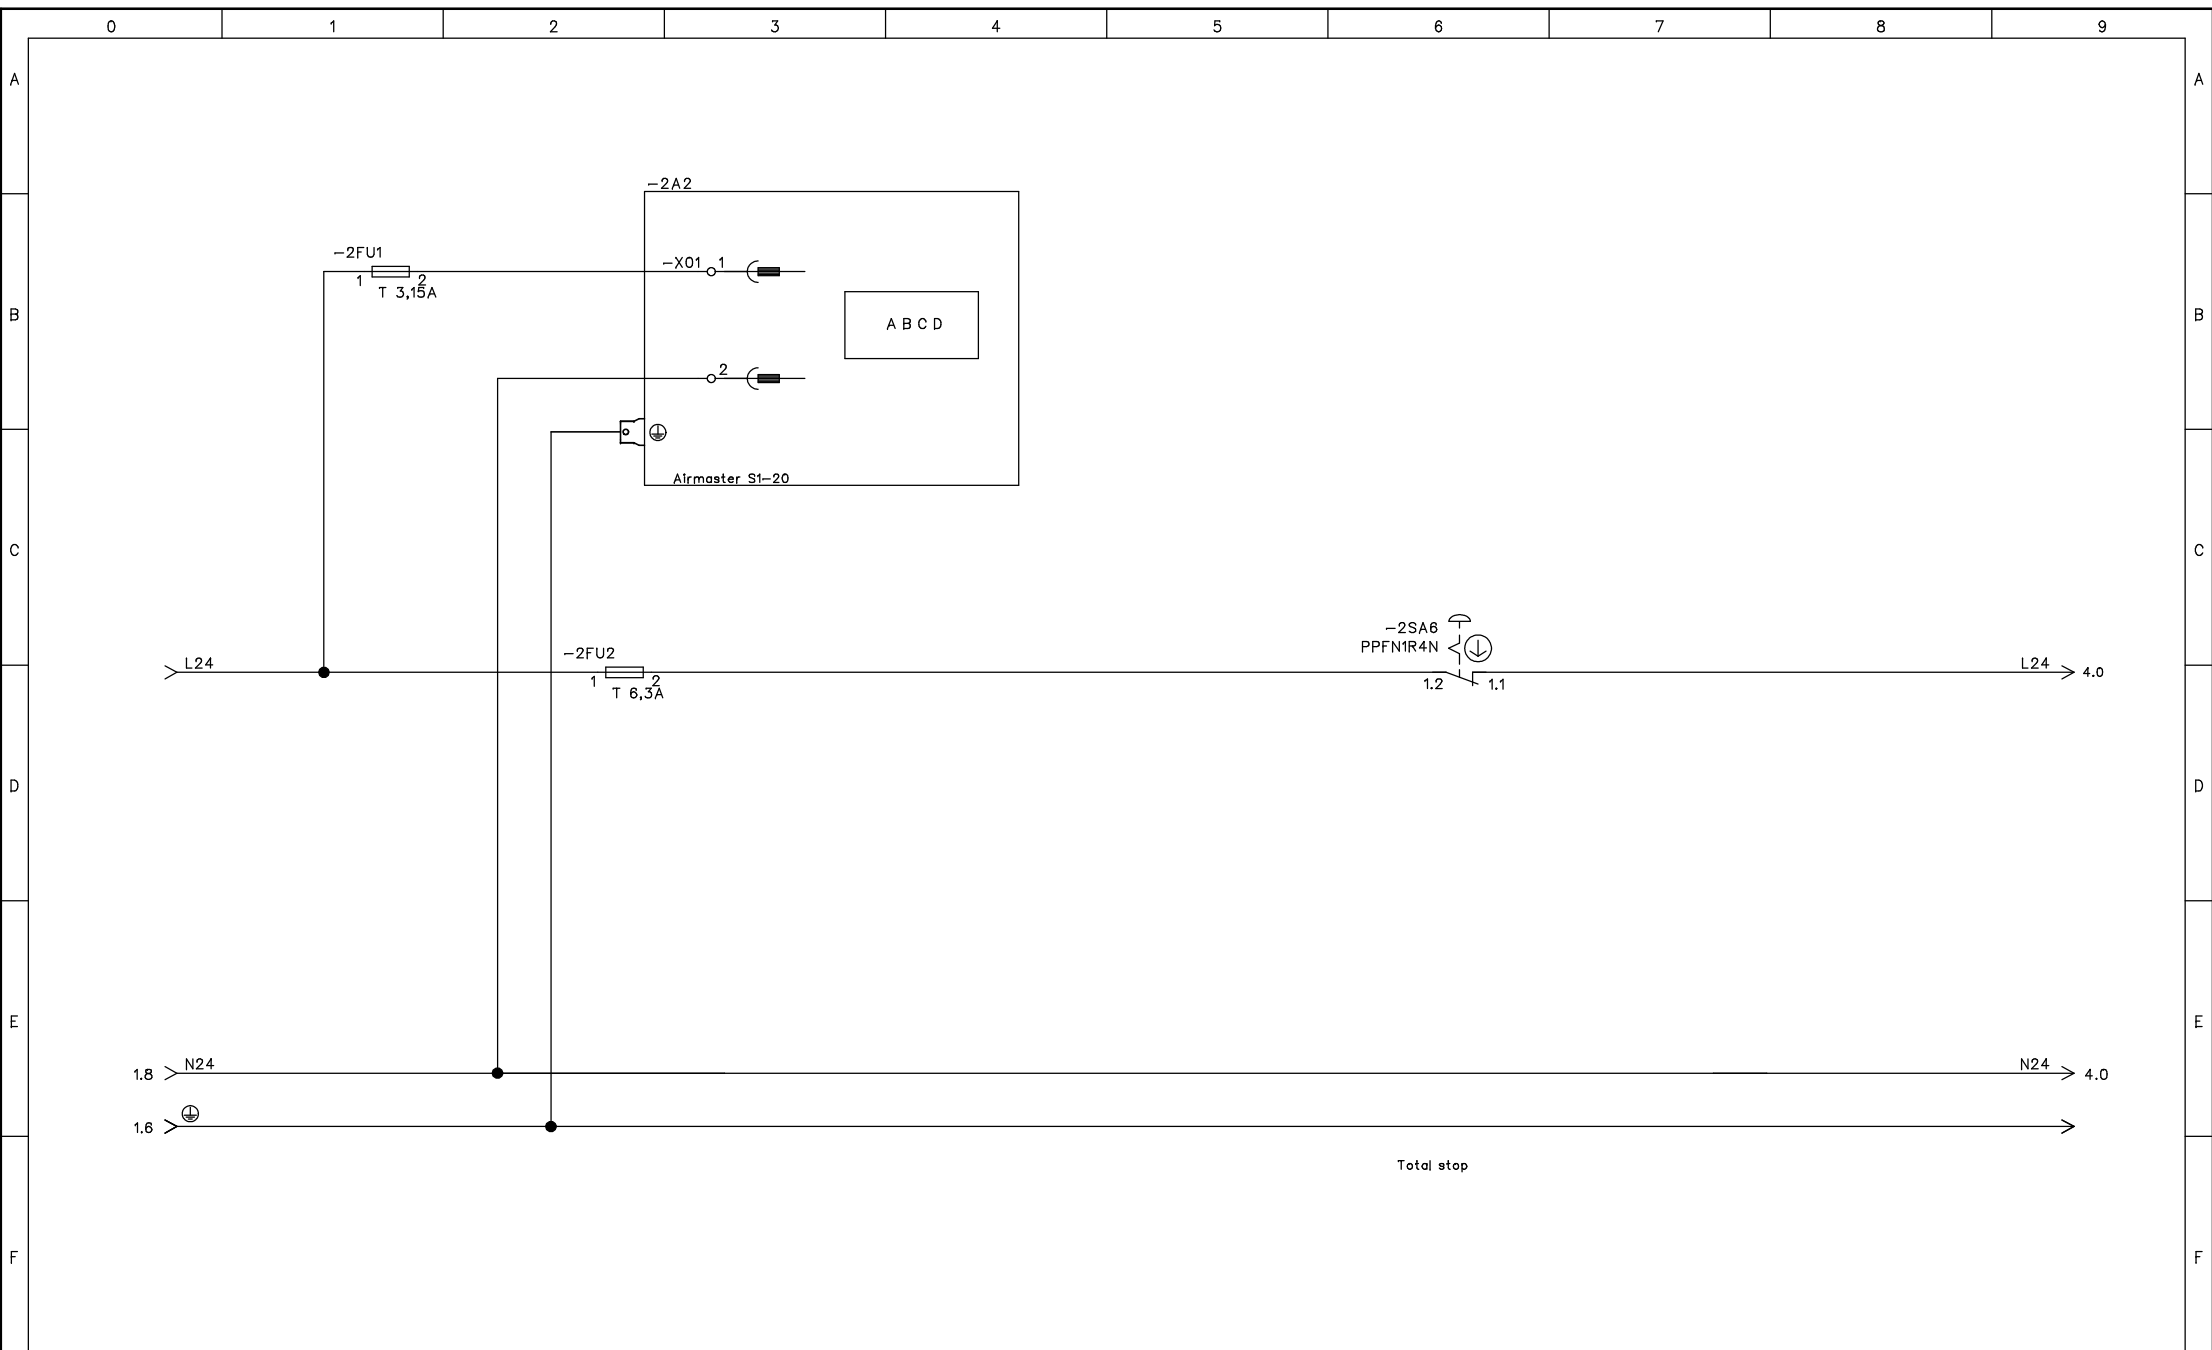 0 1 2 3 4 5 6 7 8 9
A A
-2A2
-2FU1
-X01 1
1 2
T 3,15A
B B
A B C D
2
Airmaster S1-20
C C
-2SA6
PPFN1R4N
-2FU2
L24 L24 4.0
1 2 1.2 1.1
T 6,3A
D D
E E
N24 N24
1.8 4.0
1.6
Total stop
F F